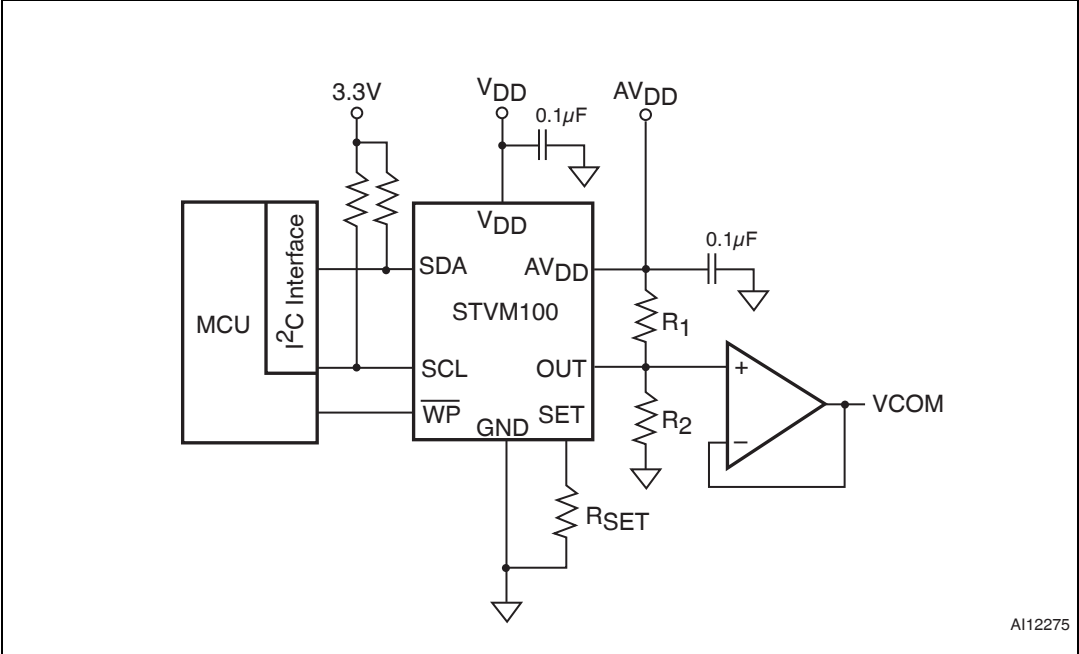 3.3V
VDD
0.1µF
AVDD
MCU
I2C Interface
VDD
SDA
AVDD
0.1µF
STVM100
R1
SCL
OUT
+
VCOM
WP
SET
GND
R2
−
RSET
AI12275